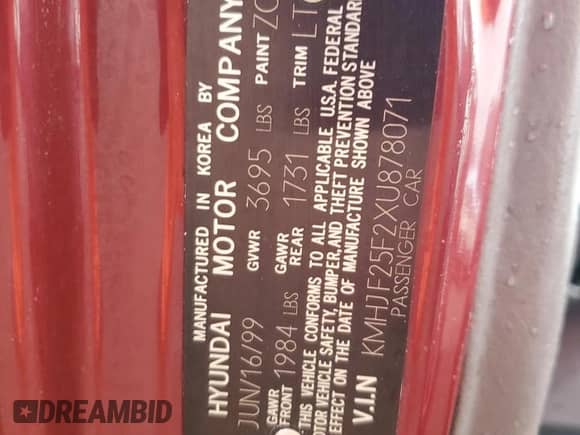 MANUFACTURED IN KOREA BY
HYUNDAI MOTOR COMPANY
JUN/16/99 GVWR 3695 LBS PAINT
GAWR FRONT 1984 LBS GAWR REAR 1731 LBS TRIM
THIS VEHICLE CONFORMS TO ALL APPLICABLE U.S.A. FEDERAL
MOTOR VEHICLE SAFETY, BUMPER, AND THEFT PREVENTION STANDARD
EFFECT ON THE DATE OF MANUFACTURE SHOWN ABOVE
V.I.N KMHJF25F2XU878071
PASSENGER CAR
DREAMBID